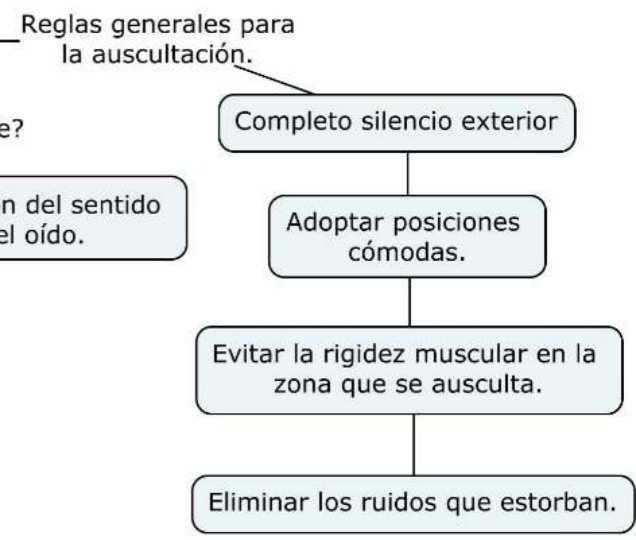 Reglas generales para
la auscultación.
Completo silencio exterior
e?
n del sentido
el oído.
Adoptar posiciones
cómodas.
Evitar la rigidez muscular en la
zona que se ausculta.
Eliminar los ruidos que estorban.